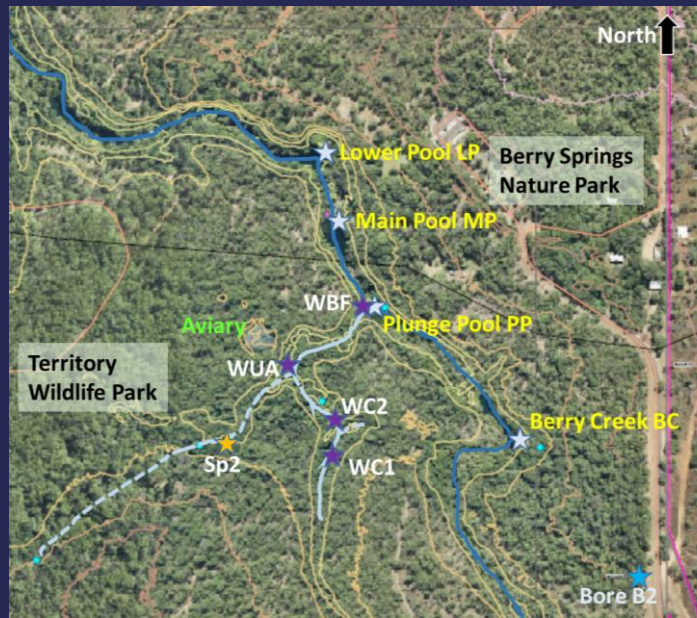 North
Lower Pool LP
Berry Springs
Nature Park
Main Pool MP
WBF
Plunge Pool PP
Aviary
Territory
Wildlife Park
WUA
WC2
Berry Creek BC
Sp2
WC1
Bore B2